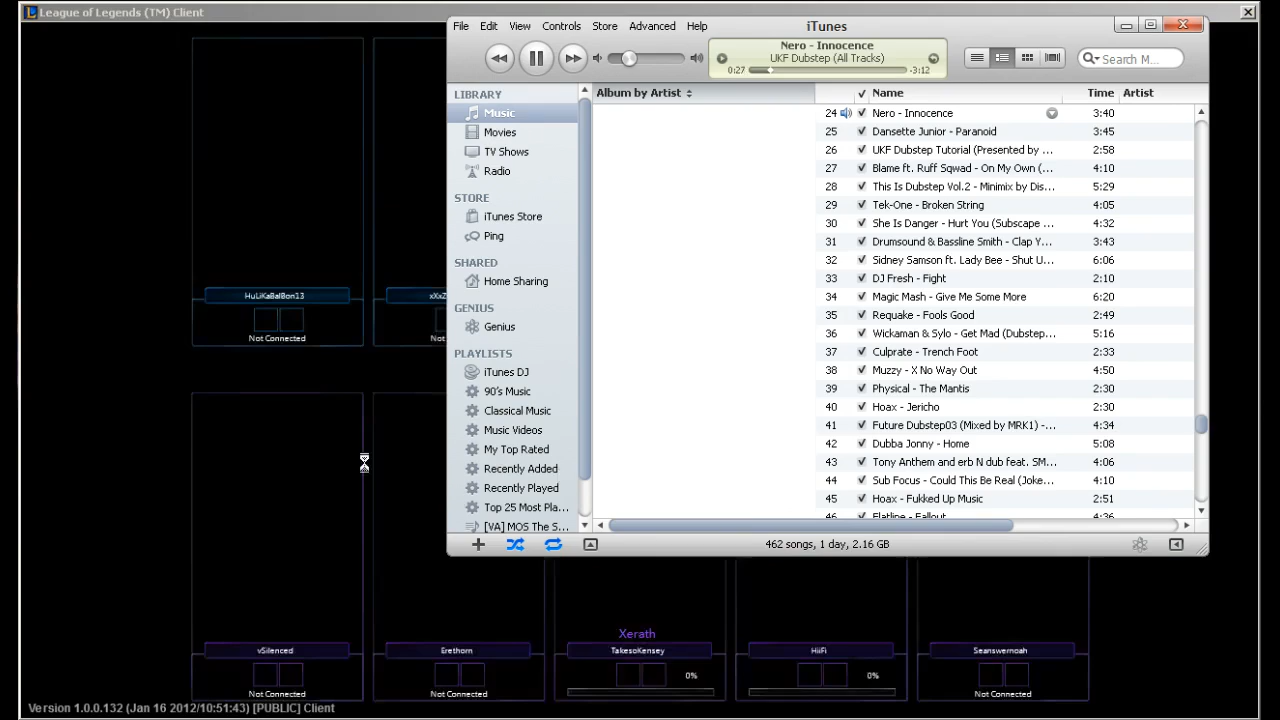 League of Legends (TM) Client
iTunes
File Edit View Controls Store Advanced Help
Nero - Innocence
UKF Dubstep (All Tracks)
0:27 -3:12
Search M...
LIBRARY
Music
Movies
TV Shows
Radio
STORE
iTunes Store
Ping
SHARED
Home Sharing
GENIUS
Genius
PLAYLISTS
iTunes DJ
90's Music
Classical Music
Music Videos
My Top Rated
Recently Added
Recently Played
Top 25 Most Pla...
[VA] MOS The S...
Album by Artist Name Time Artist
24 Nero - Innocence 3:40
25 Dansette Junior - Paranoid 3:45
26 UKF Dubstep Tutorial (Presented by ... 2:58
27 Blame ft. Ruff Sqwad - On My Own (... 4:10
28 This Is Dubstep Vol.2 - Minimix by Dis... 5:29
29 Tek-One - Broken String 4:05
30 She Is Danger - Hurt You (Subscape ... 4:32
31 Drumsound & Bassline Smith - Clap Y... 3:43
32 Sidney Samson ft. Lady Bee - Shut U... 6:06
33 DJ Fresh - Fight 2:10
34 Magic Mash - Give Me Some More 6:20
35 Requake - Fools Good 2:49
36 Wickaman & Sylo - Get Mad (Dubstep... 5:16
37 Culprate - Trench Foot 2:33
38 Muzzy - X No Way Out 4:50
39 Physical - The Mantis 2:30
40 Hoax - Jericho 2:30
41 Future Dubstep03 (Mixed by MRK1) -... 4:34
42 Dubba Jonny - Home 5:08
43 Tony Anthem and erb N dub feat. SM... 4:06
44 Sub Focus - Could This Be Real (Joke... 4:10
45 Hoax - Fukked Up Music 2:51
46 Flatline - Fallout 4:36
462 songs, 1 day, 2.16 GB
Not Connected
Xerath
vSilenced Erethorn TakesoKensey HiiFi Seanswernoah
0% 0%
Not Connected Not Connected Not Connected
Version 1.0.0.132 (Jan 16 2012/10:51:43) [PUBLIC] Client